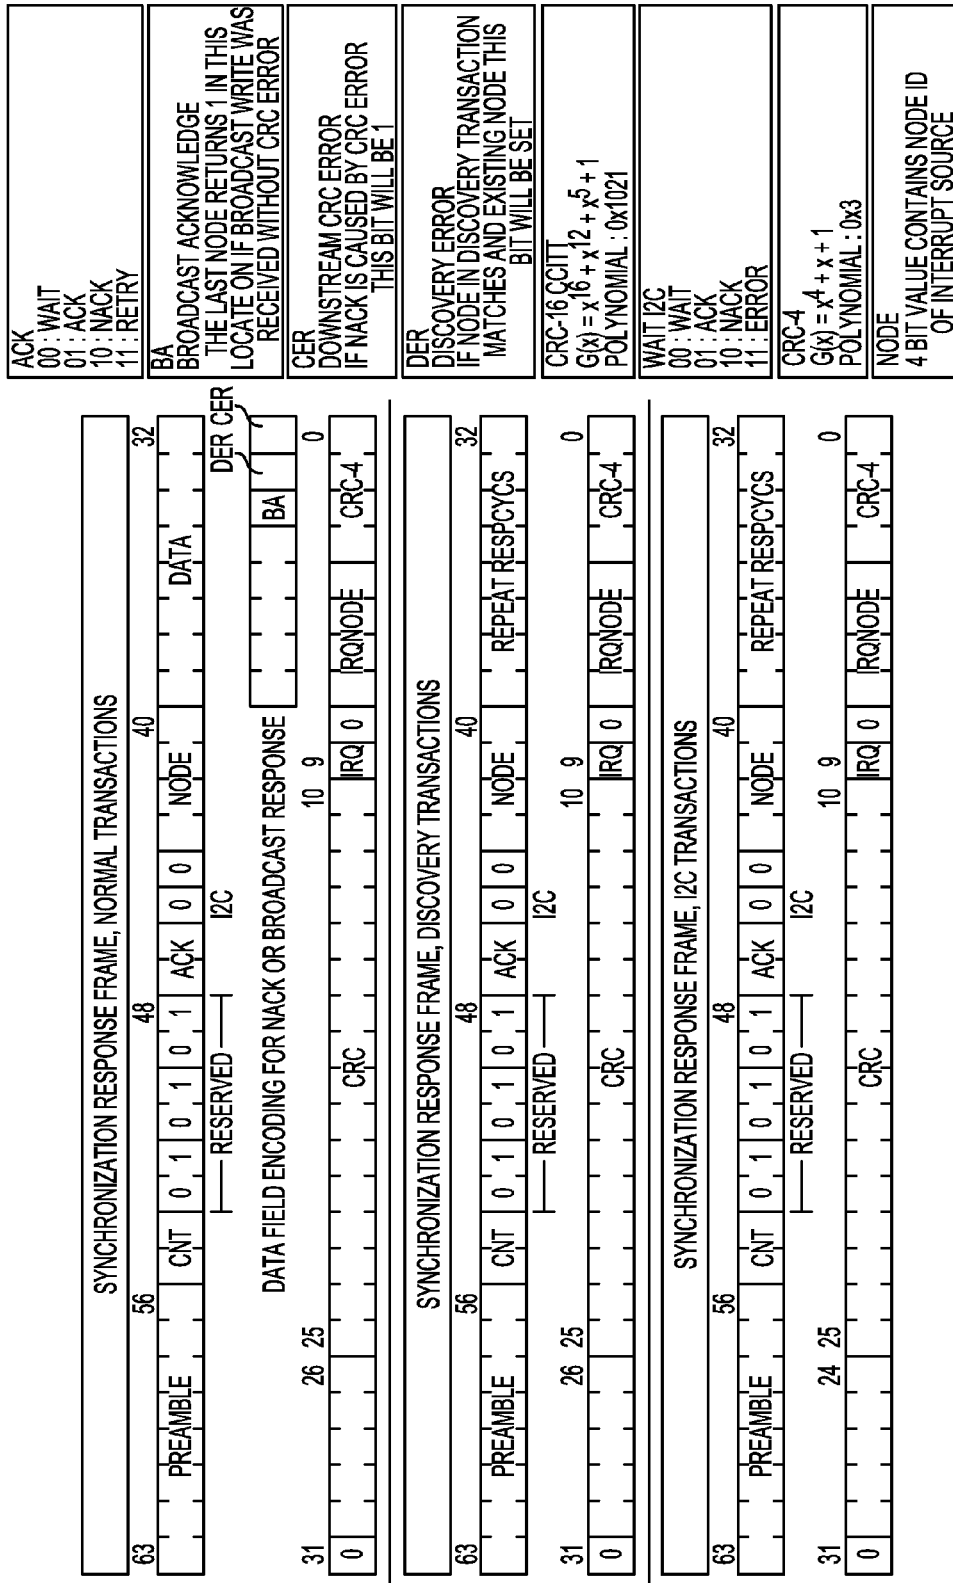 SYNCHRONIZATION RESPONSE FRAME, NORMAL TRANSACTIONS
63 56 48 40 32
PREAMBLE CNT 0 1 0 1 0 1 ACK 0 0 NODE DATA
RESERVED I2C
DER CER
DATA FIELD ENCODING FOR NACK OR BROADCAST RESPONSE BA
31 26 25 10 9 0
0 CRC IRQ 0 IRQNODE CRC-4
SYNCHRONIZATION RESPONSE FRAME, DISCOVERY TRANSACTIONS
63 56 48 40 32
PREAMBLE CNT 0 1 0 1 0 1 ACK 0 0 NODE REPEAT RESPCYCS
RESERVED I2C
31 26 25 10 9 0
0 CRC IRQ 0 IRQNODE CRC-4
SYNCHRONIZATION RESPONSE FRAME, I2C TRANSACTIONS
63 56 48 40 32
PREAMBLE CNT 0 1 0 1 0 1 ACK 0 0 NODE REPEAT RESPCYCS
RESERVED I2C
31 24 25 10 9 0
0 CRC IRQ 0 IRQNODE CRC-4
ACK
00 : WAIT
01 : ACK
10 : NACK
11 : RETRY
BA
BROADCAST ACKNOWLEDGE
THE LAST NODE RETURNS 1 IN THIS
LOCATE ON IF BROADCAST WRITE WAS
RECEIVED WITHOUT CRC ERROR
CER
DOWNSTREAM CRC ERROR
IF NACK IS CAUSED BY CRC ERROR
THIS BIT WILL BE 1
DER
DISCOVERY ERROR
IF NODE IN DISCOVERY TRANSACTION
MATCHES AND EXISTING NODE THIS
BIT WILL BE SET
CRC-16 CCITT
G(x) = x^16 + x^12 + x^5 + 1
POLYNOMIAL : 0x1021
WAIT I2C
00 : WAIT
01 : ACK
10 : NACK
11 : ERROR
CRC-4
G(x) = x^4 + x + 1
POLYNOMIAL : 0x3
NODE
4 BIT VALUE CONTAINS NODE ID
OF INTERRUPT SOURCE